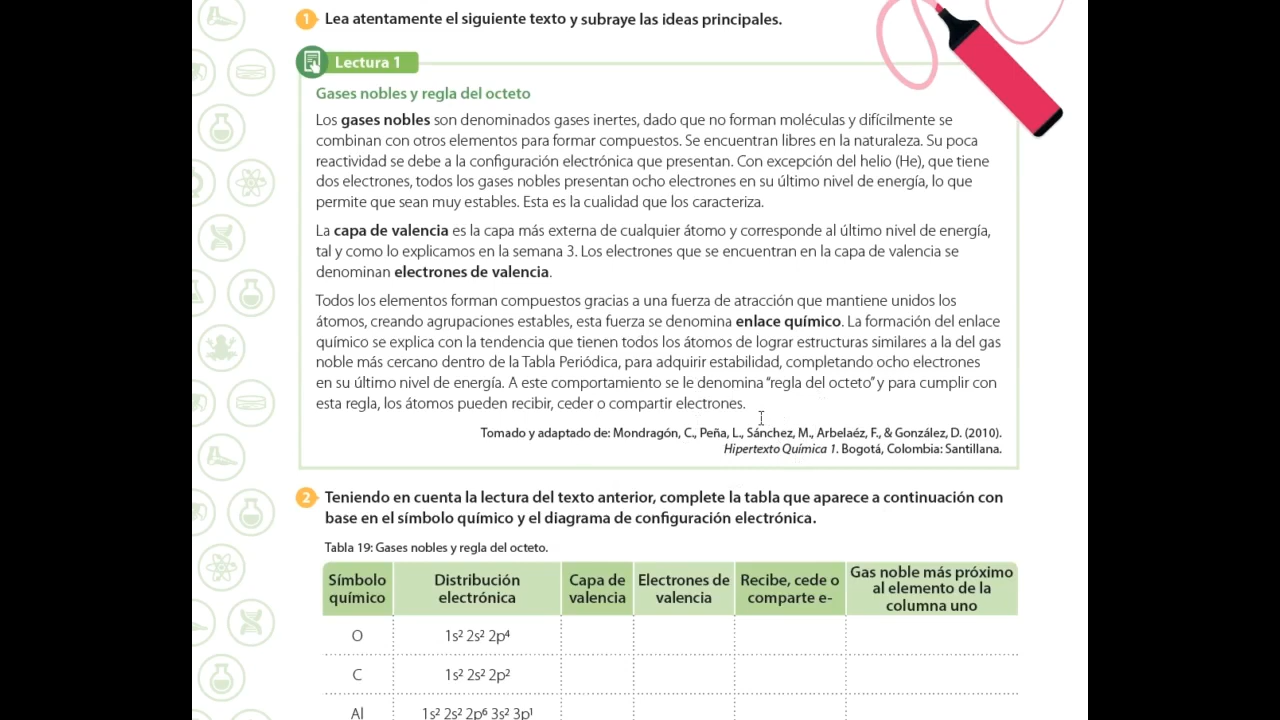 1 Lea atentamente el siguiente texto y subraye las ideas principales.
Lectura 1
Gases nobles y regla del octeto
Los gases nobles son denominados gases inertes, dado que no forman moléculas y difícilmente se
combinan con otros elementos para formar compuestos. Se encuentran libres en la naturaleza. Su poca
reactividad se debe a la configuración electrónica que presentan. Con excepción del helio (He), que tiene
dos electrones, todos los gases nobles presentan ocho electrones en su último nivel de energía, lo que
permite que sean muy estables. Esta es la cualidad que los caracteriza.
La capa de valencia es la capa más externa de cualquier átomo y corresponde al último nivel de energía,
tal y como lo explicamos en la semana 3. Los electrones que se encuentran en la capa de valencia se
denominan electrones de valencia.
Todos los elementos forman compuestos gracias a una fuerza de atracción que mantiene unidos los
átomos, creando agrupaciones estables, esta fuerza se denomina enlace químico. La formación del enlace
químico se explica con la tendencia que tienen todos los átomos de lograr estructuras similares a la del gas
noble más cercano dentro de la Tabla Periódica, para adquirir estabilidad, completando ocho electrones
en su último nivel de energía. A este comportamiento se le denomina "regla del octeto" y para cumplir con
esta regla, los átomos pueden recibir, ceder o compartir electrones.
Tomado y adaptado de: Mondragón, C., Peña, L., Sánchez, M., Arbelaéz, F., & González, D. (2010).
Hipertexto Química 1. Bogotá, Colombia: Santillana.
2 Teniendo en cuenta la lectura del texto anterior, complete la tabla que aparece a continuación con
base en el símbolo químico y el diagrama de configuración electrónica.
Tabla 19: Gases nobles y regla del octeto.
Símbolo químico Distribución electrónica Capa de valencia Electrones de valencia Recibe, cede o comparte e- Gas noble más próximo al elemento de la columna uno
O 1s² 2s² 2p⁴
C 1s² 2s² 2p²
Al 1s² 2s² 2p⁶ 3s² 3p¹